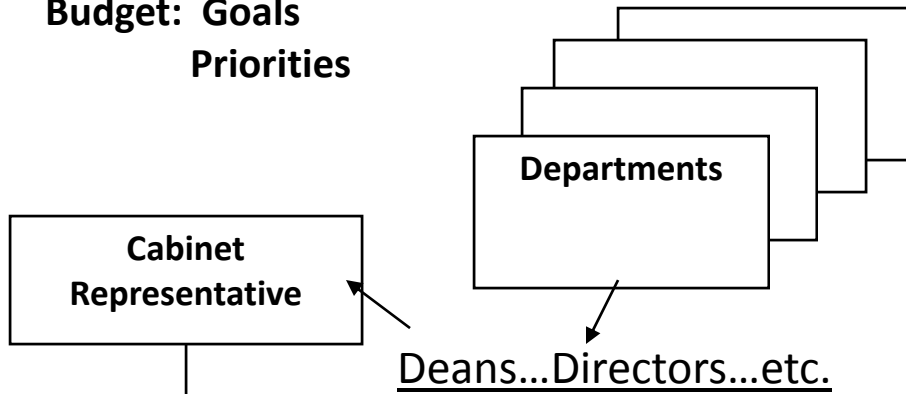 Budget: Goals
Priorities
Departments
Cabinet
Representative
Deans...Directors...etc.